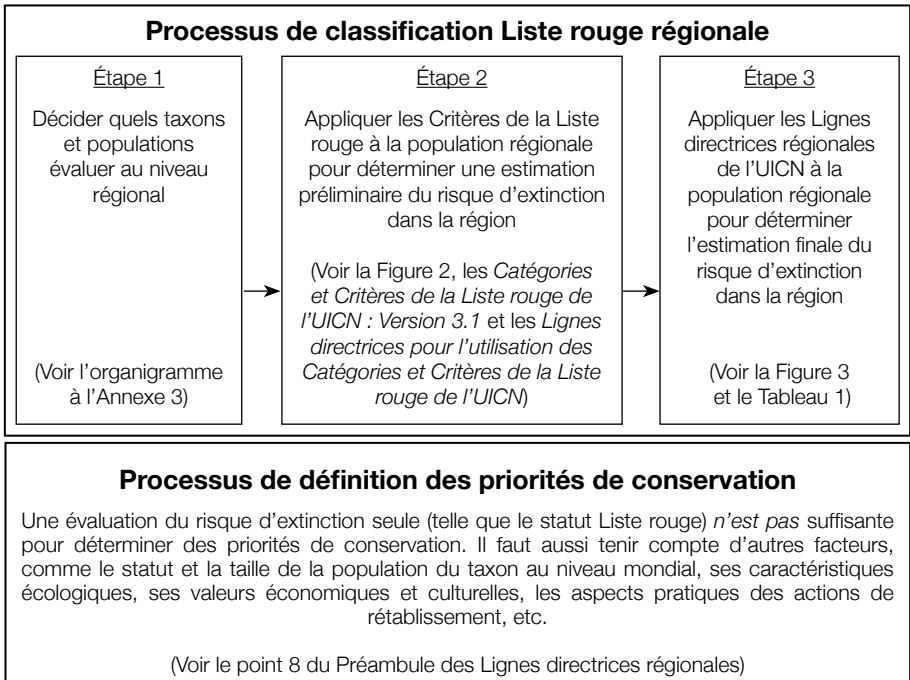 Processus de classification Liste rouge régionale
Étape 1
Décider quels taxons
et populations
évaluer au niveau
régional
(Voir l'organigramme
à l'Annexe 3)
Étape 2
Appliquer les Critères de la Liste
rouge à la population régionale
pour déterminer une estimation
préliminaire du risque d'extinction
dans la région
(Voir la Figure 2, les Catégories
et Critères de la Liste rouge de
l'UICN : Version 3.1 et les Lignes
directrices pour l'utilisation des
Catégories et Critères de la Liste
rouge de l'UICN)
Étape 3
Appliquer les Lignes
directrices régionales
de l'UICN à la
population régionale
pour déterminer
l'estimation finale du
risque d'extinction
dans la région
(Voir la Figure 3
et le Tableau 1)
Processus de définition des priorités de conservation
Une évaluation du risque d'extinction seule (telle que le statut Liste rouge) n'est pas suffisante
pour déterminer des priorités de conservation. Il faut aussi tenir compte d'autres facteurs,
comme le statut et la taille de la population du taxon au niveau mondial, ses caractéristiques
écologiques, ses valeurs économiques et culturelles, les aspects pratiques des actions de
rétablissement, etc.
(Voir le point 8 du Préambule des Lignes directrices régionales)